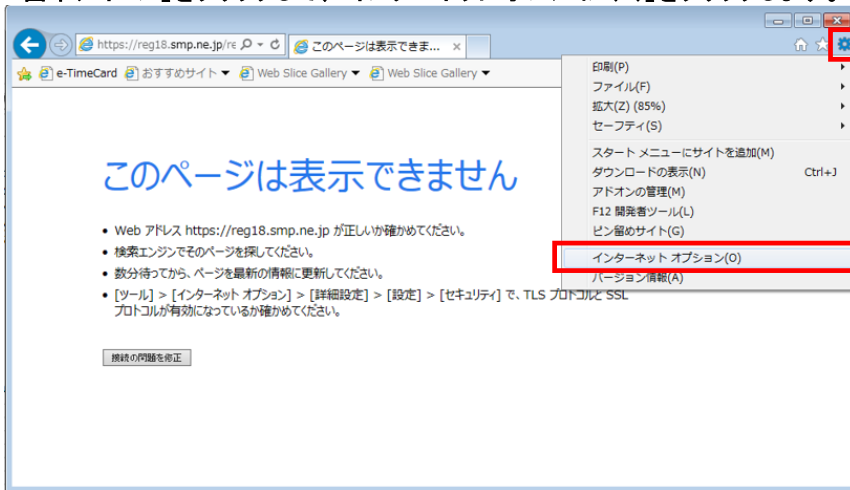 https://reg18.smp.ne.jp/re
このページは表示できま...
e-TimeCard おすすめサイト Web Slice Gallery Web Slice Gallery
印刷(P)
ファイル(F)
拡大(Z) (85%)
セーフティ(S)
スタート メニューにサイトを追加(M)
ダウンロードの表示(N) Ctrl+J
アドオンの管理(M)
F12 開発者ツール(L)
ピン留めサイト(G)
インターネット オプション(O)
バージョン情報(A)
このページは表示できません
• Web アドレス https://reg18.smp.ne.jp が正しいか確かめてください。
• 検索エンジンでそのページを探してください。
• 数分待ってから、ページを最新の情報に更新してください。
• [ツール] > [インターネット オプション] > [詳細設定] > [設定] > [セキュリティ] で、TLS プロトコルと SSL
プロトコルが有効になっているか確かめてください。
接続の問題を修正